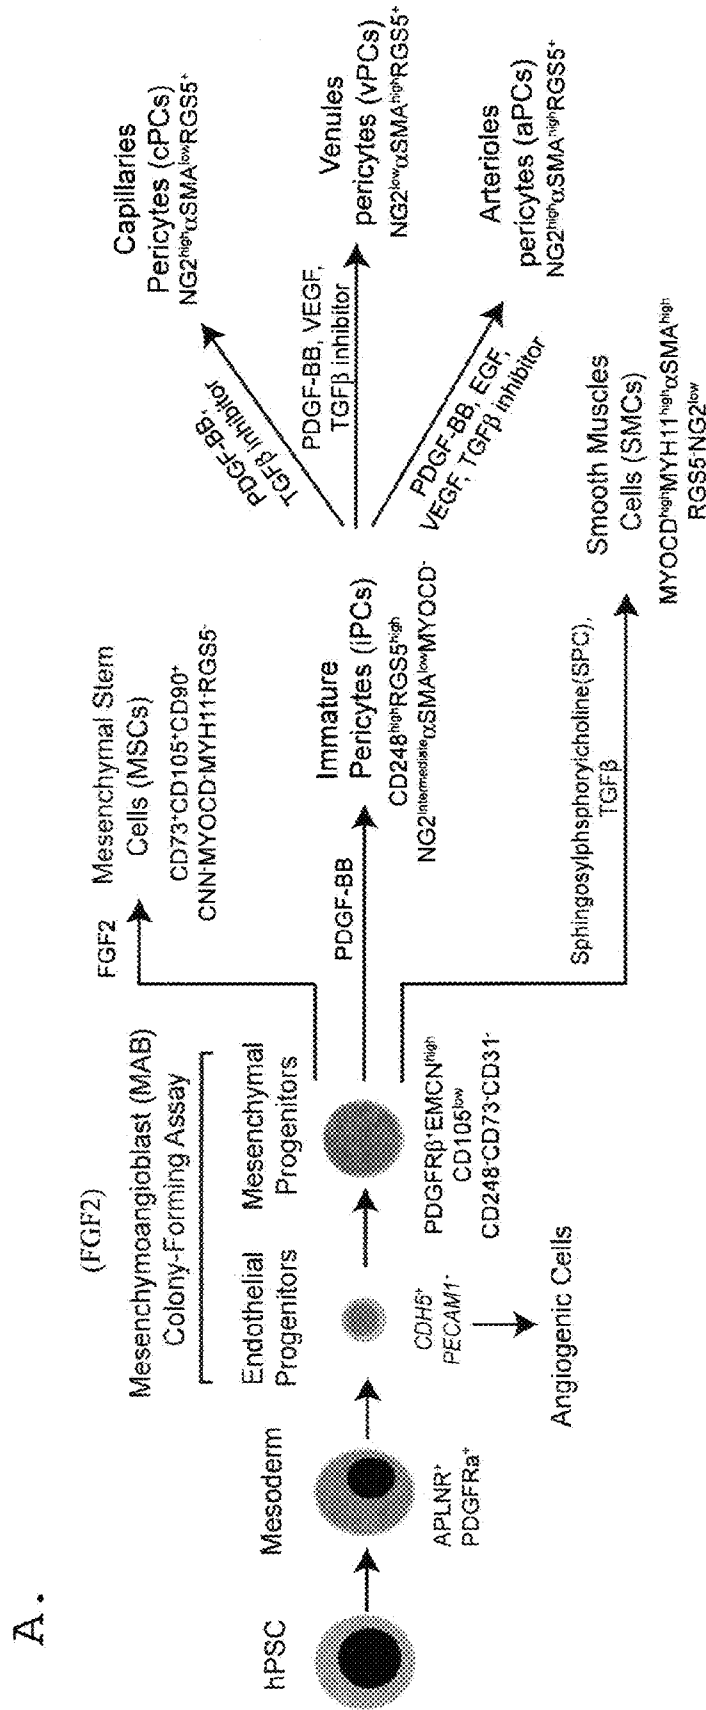 A.
hPSC
Mesoderm
APLNR⁺
PDGFRa⁺
(FGF2)
Mesenchymoangioblast (MAB)
Colony-Forming Assay
Endothelial
Progenitors
CDH5⁺
PECAM1⁻
Angiogenic Cells
Mesenchymal
Progenitors
PDGFRβ⁺EMCNʰⁱᵍʰ
CD105ˡᵒʷ
CD248⁻CD73⁻CD31⁻
FGF2
Mesenchymal Stem
Cells (MSCs)
CD73⁺CD105⁺CD90⁺
CNN⁻MYOCD⁻MYH11⁻RGS5⁻
PDGF-BB
Immature
Pericytes (iPCs)
CD248ʰⁱᵍʰRGS5ʰⁱᵍʰ
NG2ⁱⁿᵗᵉʳᵐᵉᵈⁱᵃᵗᵉαSMAˡᵒʷMYOCD⁻
Sphingosylphsphorylcholine(SPC),
TGFβ
Smooth Muscles
Cells (SMCs)
MYOCDʰⁱᵍʰMYH11ʰⁱᵍʰαSMAʰⁱᵍʰ
RGS5⁻NG2ˡᵒʷ
PDGF-BB,
TGFβ inhibitor
Capillaries
Pericytes (cPCs)
NG2ʰⁱᵍʰαSMAˡᵒʷRGS5⁺
PDGF-BB, VEGF,
TGFβ inhibitor
Venules
pericytes (vPCs)
NG2ˡᵒʷαSMAʰⁱᵍʰRGS5⁺
PDGF-BB, EGF,
VEGF, TGFβ inhibitor
Arterioles
pericytes (aPCs)
NG2ʰⁱᵍʰαSMAʰⁱᵍʰRGS5⁺